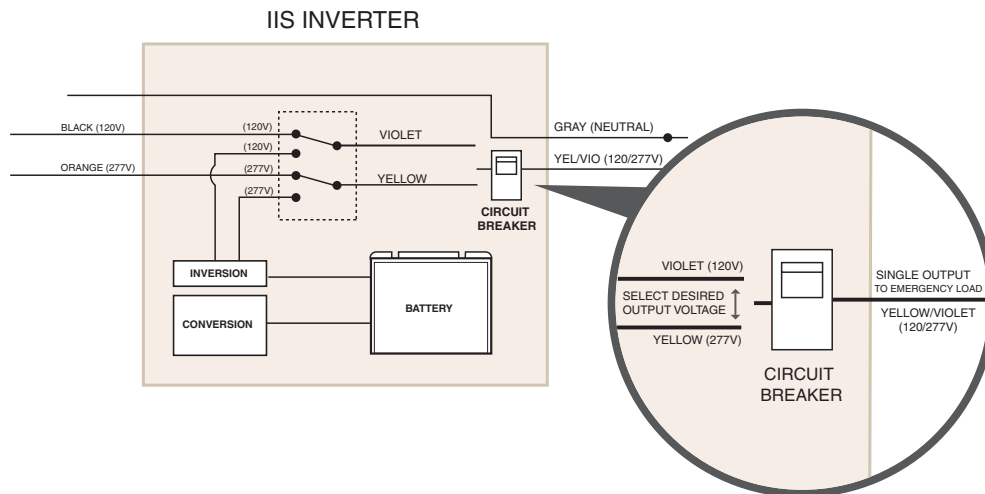 IIS INVERTER
BLACK (120V)
(120V)
VIOLET
GRAY (NEUTRAL)
(120V)
YEL/VIO (120/277V)
ORANGE (277V)
(277V)
YELLOW
(277V)
CIRCUIT
BREAKER
INVERSION
CONVERSION
BATTERY
VIOLET (120V)
SELECT DESIRED
OUTPUT VOLTAGE
YELLOW (277V)
SINGLE OUTPUT
TO EMERGENCY LOAD
YELLOW/VIOLET
(120/277V)
CIRCUIT
BREAKER